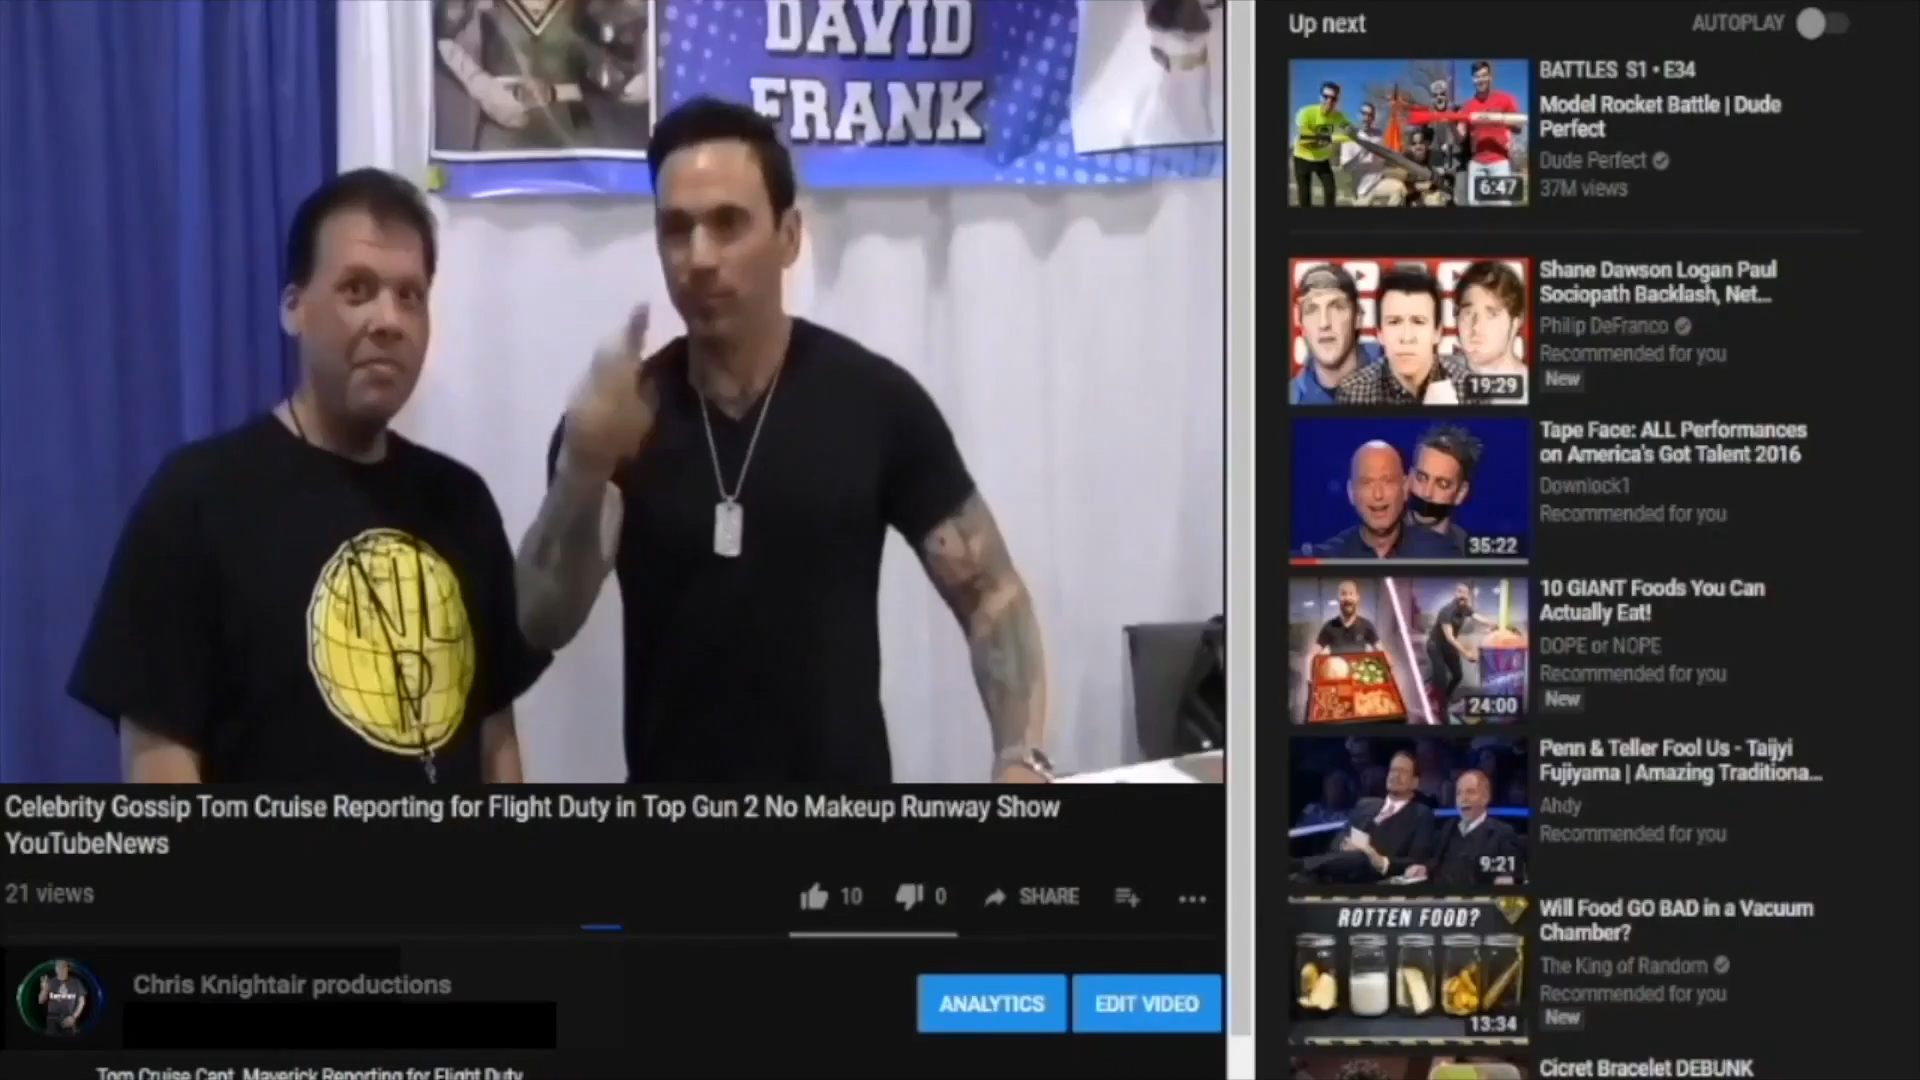 DAVID
FRANK
NL
P
Celebrity Gossip Tom Cruise Reporting for Flight Duty in Top Gun 2 No Makeup Runway Show
YouTubeNews
21 views
10
0
SHARE
Chris Knightair productions
ANALYTICS
EDIT VIDEO
Tom Cruise Capt. Maverick Reporting for Flight Duty
Up next
AUTOPLAY
BATTLES S1 • E34
Model Rocket Battle | Dude
Perfect
Dude Perfect
37M views
6:47
Shane Dawson Logan Paul
Sociopath Backlash, Net...
Philip DeFranco
Recommended for you
New
19:29
Tape Face: ALL Performances
on America's Got Talent 2016
Downlock1
Recommended for you
35:22
10 GIANT Foods You Can
Actually Eat!
DOPE or NOPE
Recommended for you
New
24:00
Penn & Teller Fool Us - Taijyi
Fujiyama | Amazing Traditiona...
Ahdy
Recommended for you
9:21
ROTTEN FOOD?
Will Food GO BAD in a Vacuum
Chamber?
The King of Random
Recommended for you
New
13:34
Cicret Bracelet DEBUNK